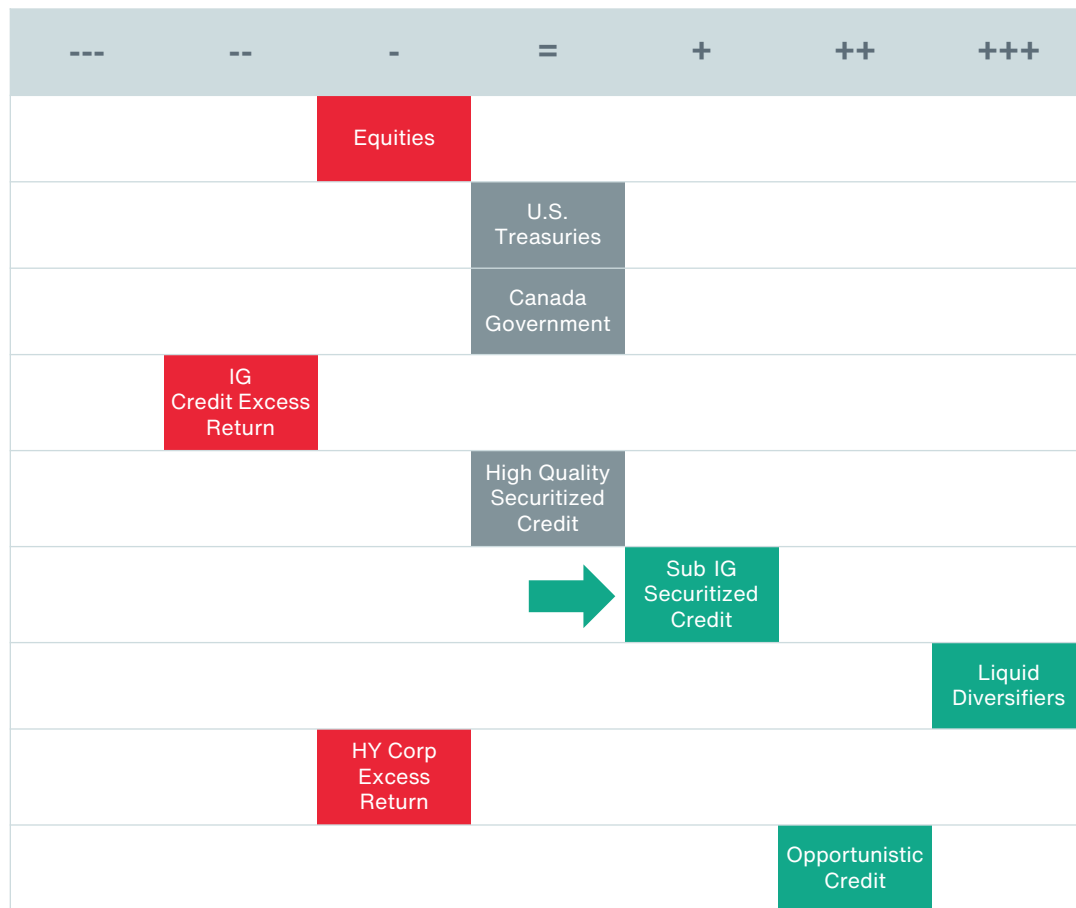 --- -- - = + ++ +++
Equities
U.S.
Treasuries
Canada
Government
IG
Credit Excess
Return
High Quality
Securitized
Credit
Sub IG
Securitized
Credit
Liquid
Diversifiers
HY Corp
Excess
Return
Opportunistic
Credit